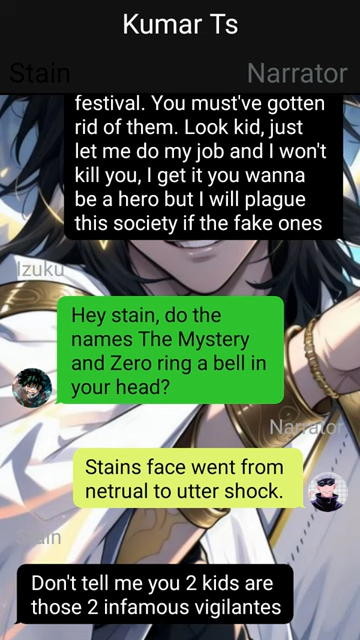 Kumar Ts
Stain
Narrator
festival. You must've gotten
rid of them. Look kid, just
let me do my job and I won't
kill you, I get it you wanna
be a hero but I will plague
this society if the fake ones
Izuku
Hey stain, do the
names The Mystery
and Zero ring a bell in
your head?
Narrator
Stains face went from
netrual to utter shock.
Stain
Don't tell me you 2 kids are
those 2 infamous vigilantes